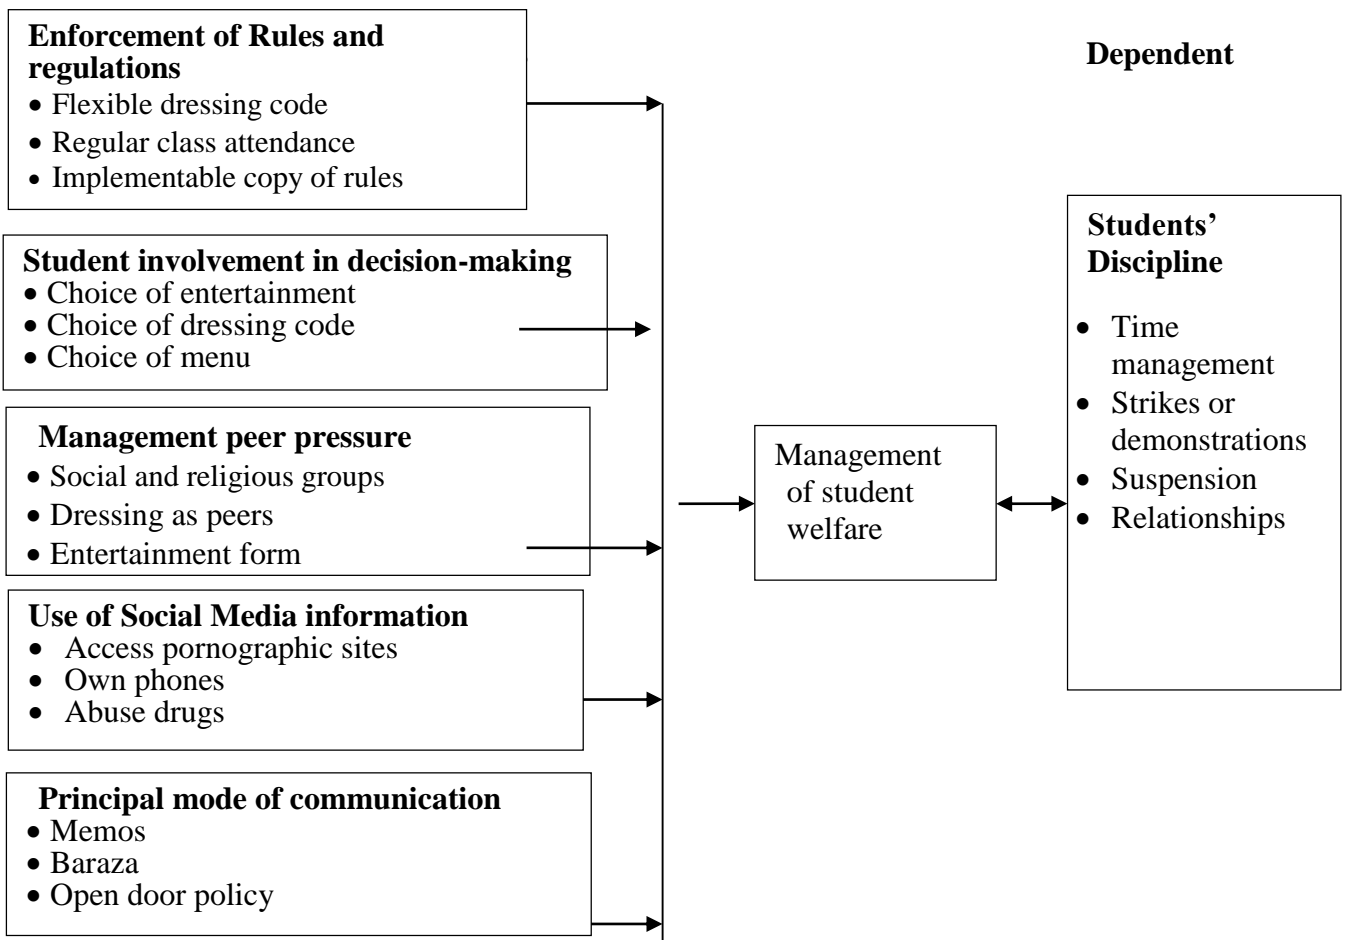 Enforcement of Rules and
regulations
• Flexible dressing code
• Regular class attendance
• Implementable copy of rules
Student involvement in decision-making
• Choice of entertainment
• Choice of dressing code
• Choice of menu
Management peer pressure
• Social and religious groups
• Dressing as peers
• Entertainment form
Use of Social Media information
• Access pornographic sites
• Own phones
• Abuse drugs
Principal mode of communication
• Memos
• Baraza
• Open door policy
Management
of student
welfare
Dependent
Students’
Discipline
• Time
management
• Strikes or
demonstrations
• Suspension
• Relationships